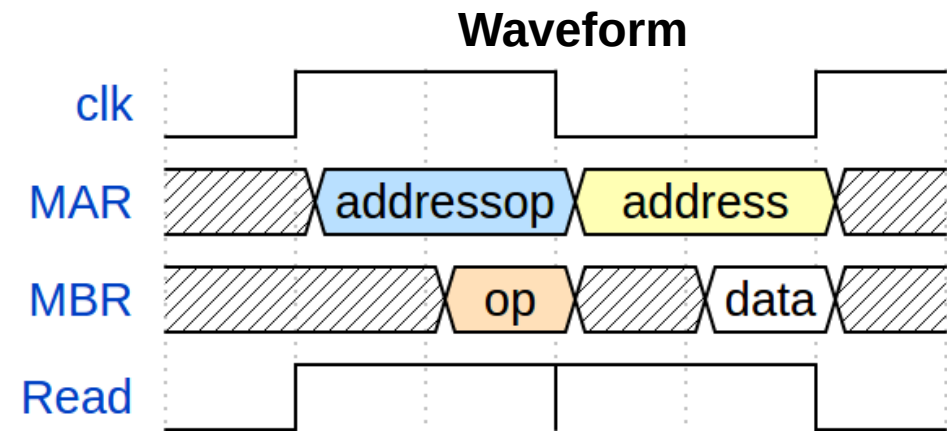 Waveform
clk
MAR addressop address
MBR op data
Read